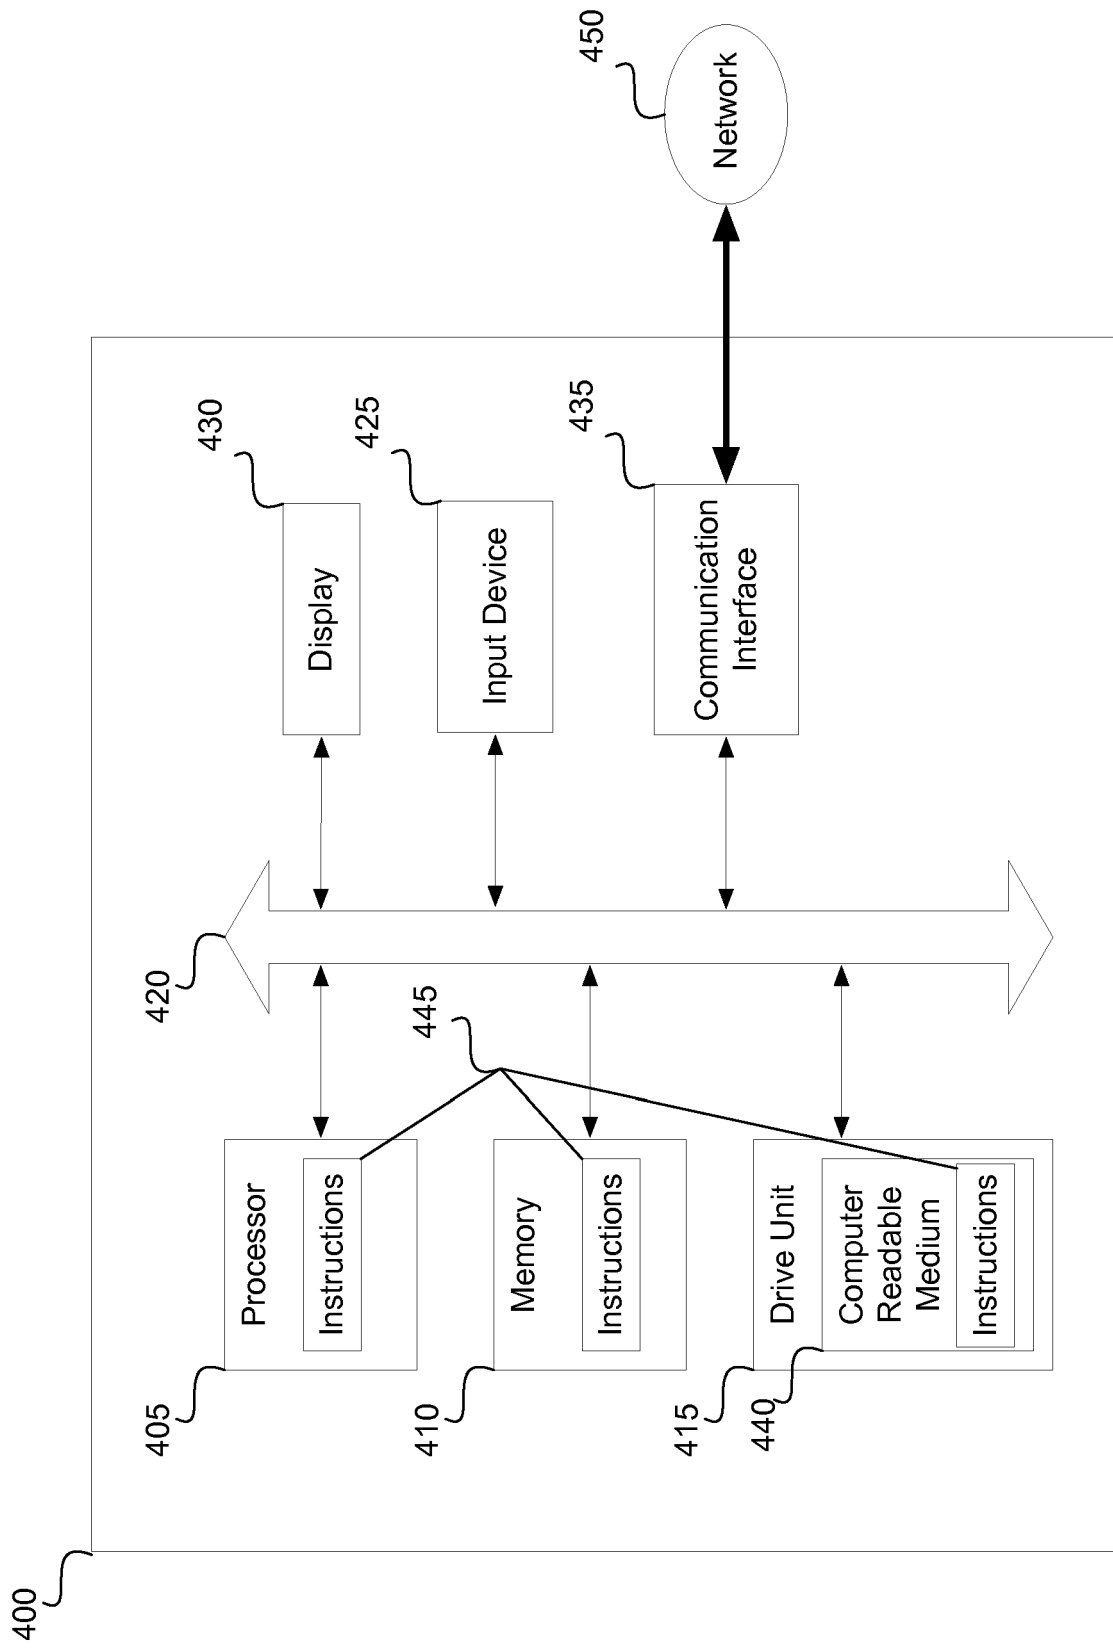 400
405
Processor
Instructions
410
Memory
Instructions
415
Drive Unit
440
Computer
Readable
Medium
Instructions
445
420
430
Display
425
Input Device
435
Communication
Interface
450
Network